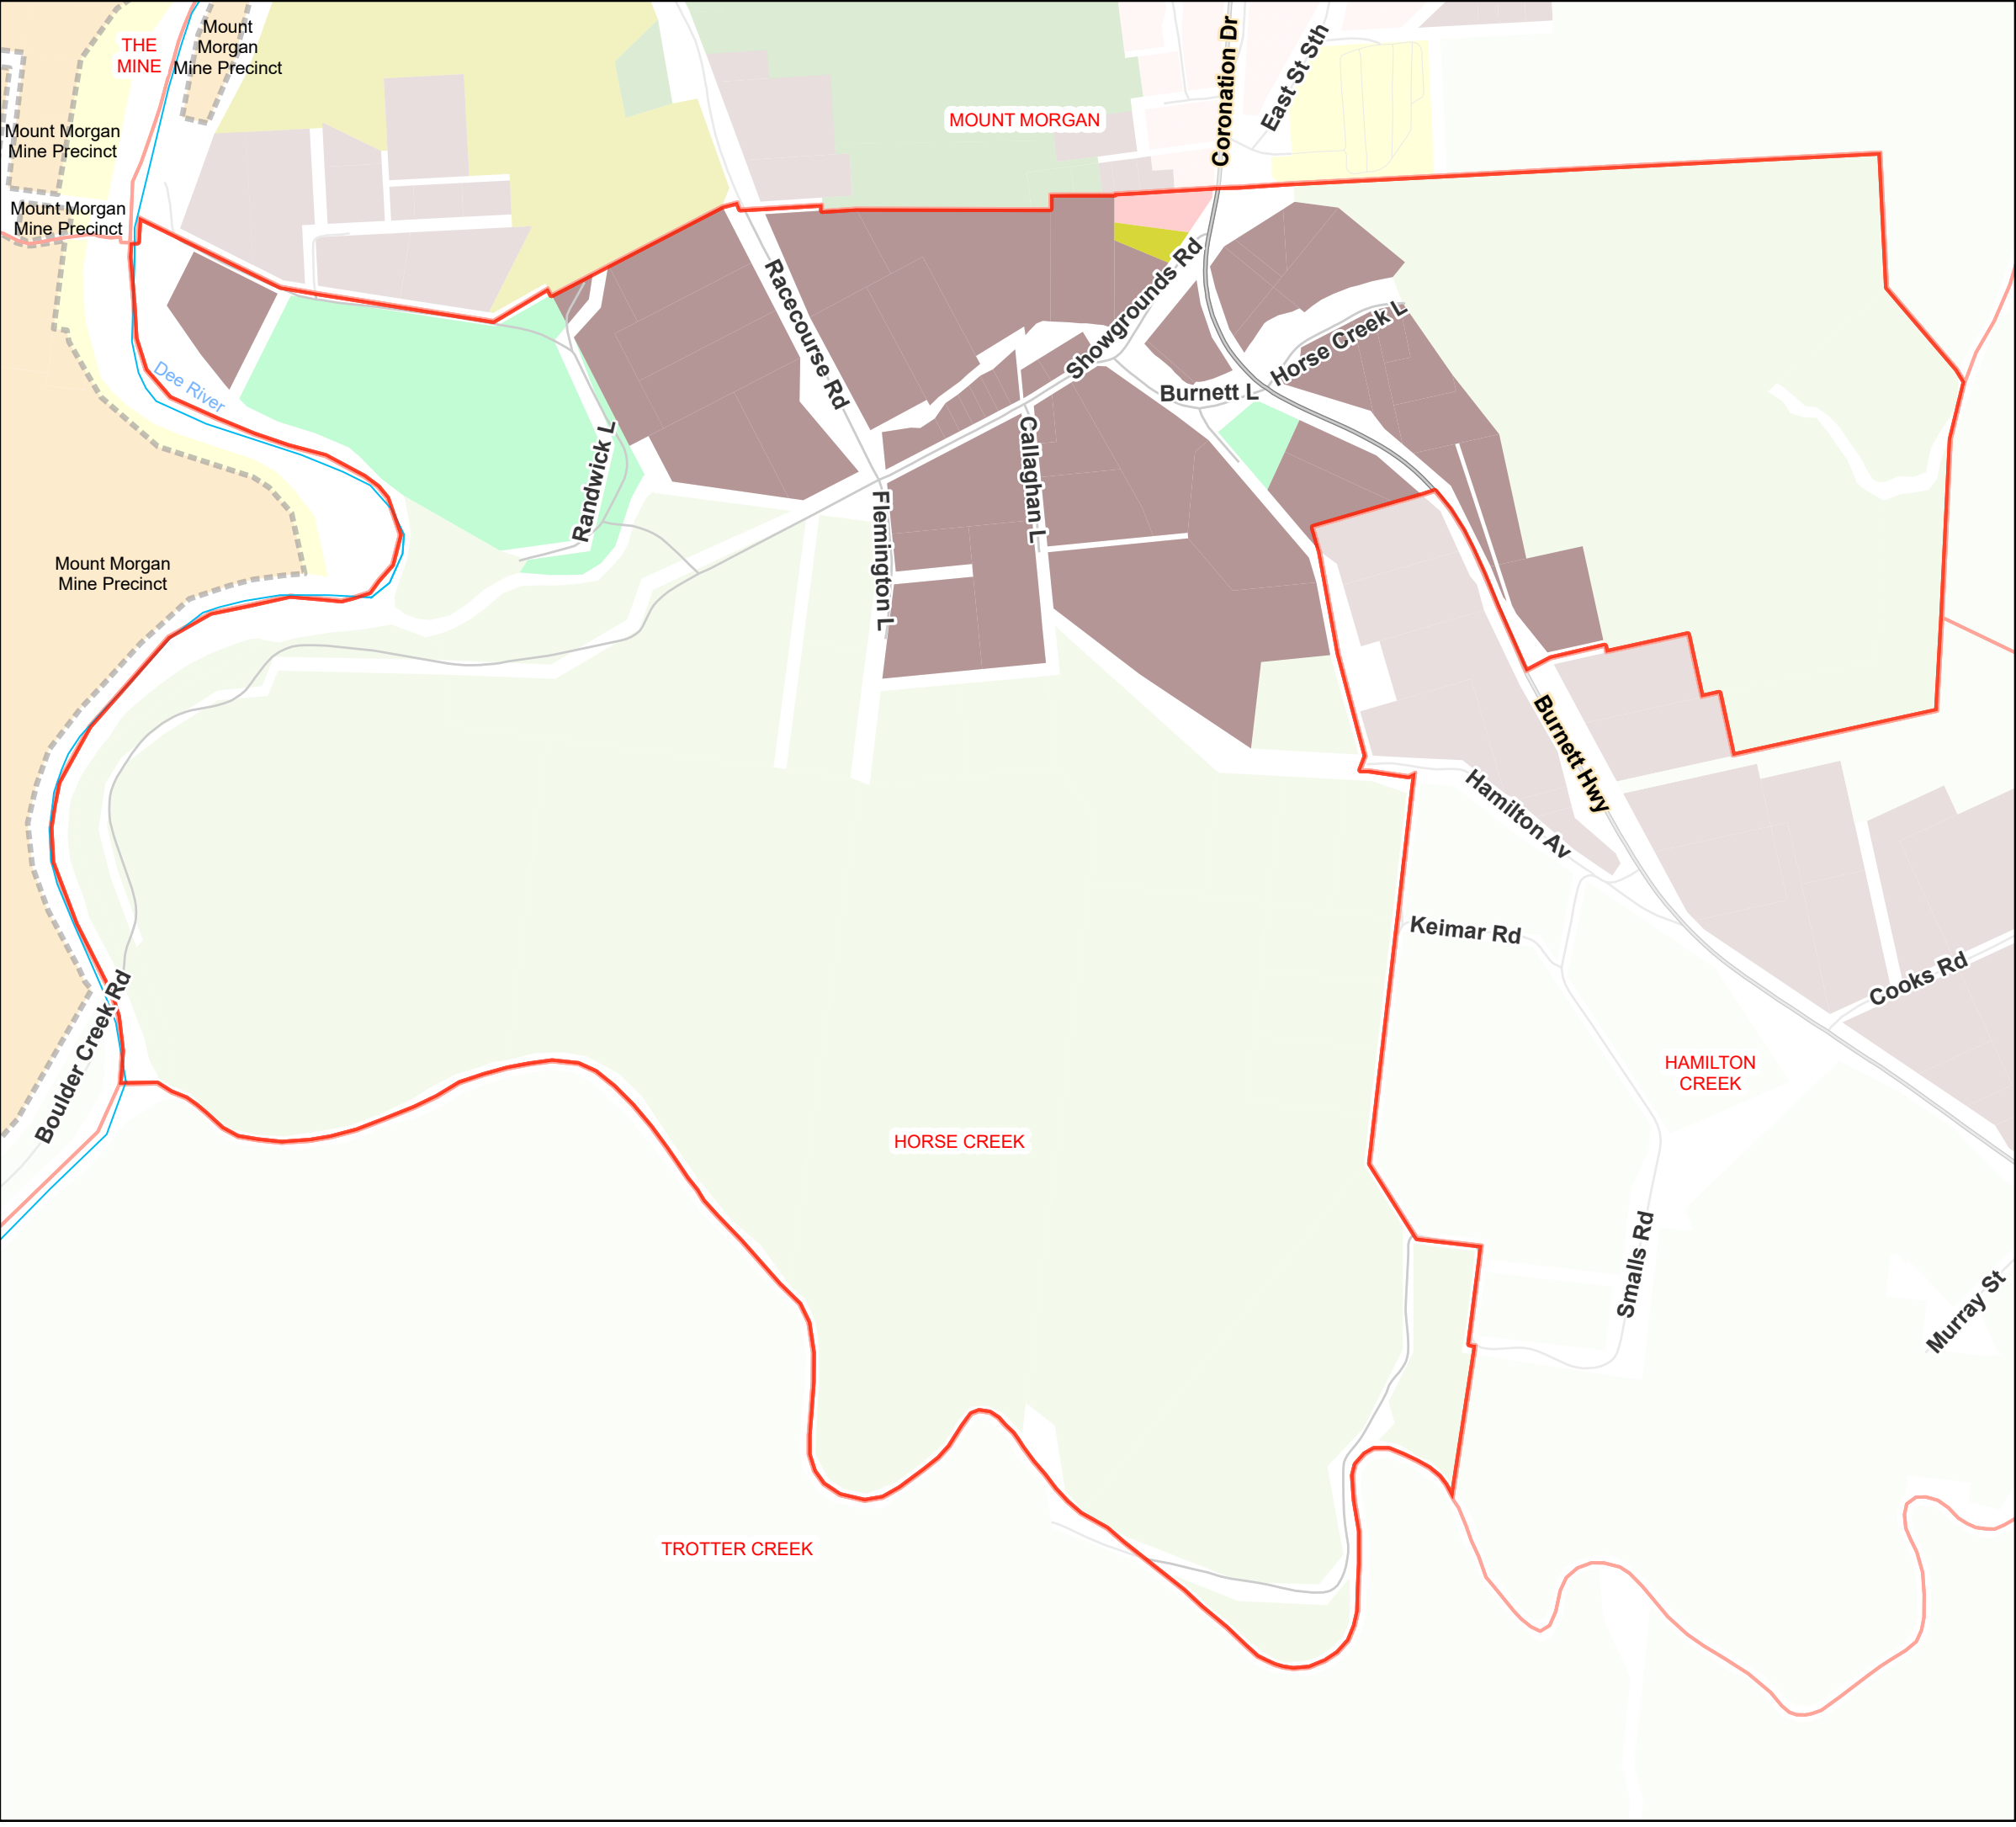 THE
MINE
Mount
Morgan
Mine Precinct
Coronation Dr
East St Sth
MOUNT MORGAN
Mount Morgan
Mine Precinct
Mount Morgan
Mine Precinct
Racecourse Rd
Showgrounds Rd
Horse Creek L
Dee River
Burnett L
Randwick L
Callaghan L
Flemington L
Mount Morgan
Mine Precinct
Burnett Hwy
Hamilton Av
Keimar Rd
Cooks Rd
Boulder Creek Rd
HAMILTON
CREEK
HORSE CREEK
Smalls Rd
Murray St
TROTTER CREEK